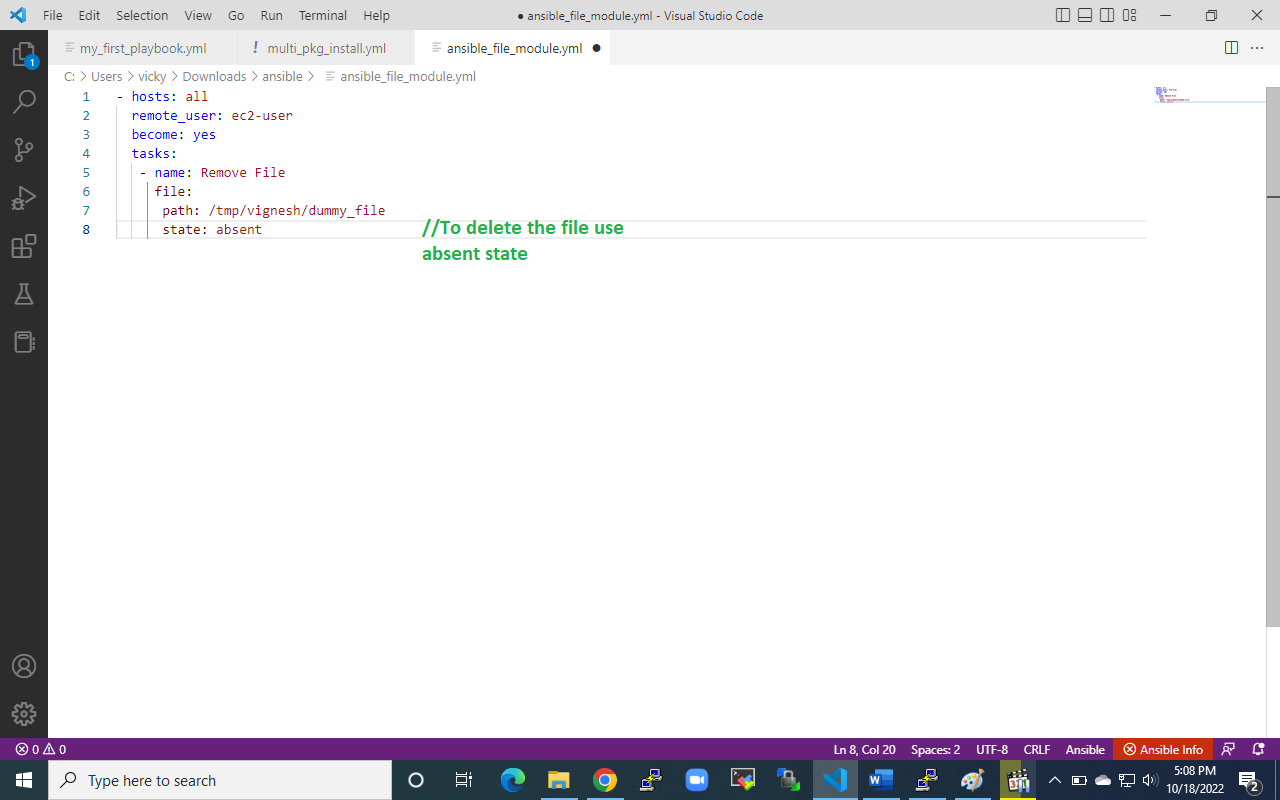 File Edit Selection View Go Run Terminal Help ● ansible_file_module.yml - Visual Studio Code
my_first_playbook.yml ! multi_pkg_install.yml ansible_file_module.yml ●
C: > Users > vicky > Downloads > ansible > ansible_file_module.yml
1 - hosts: all
2 remote_user: ec2-user
3 become: yes
4 tasks:
5 - name: Remove File
6 file:
7 path: /tmp/vignesh/dummy_file
8 state: absent //To delete the file use
absent state
1
0 0 Ln 8, Col 20 Spaces: 2 UTF-8 CRLF Ansible Ansible Info
Type here to search
5:08 PM
10/18/2022
2